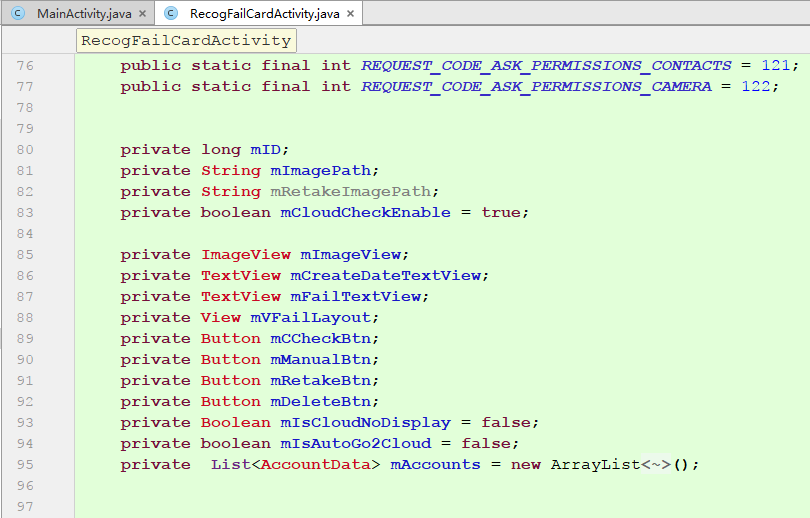 MainActivity.java × RecogFailCardActivity.java ×
RecogFailCardActivity
76 public static final int REQUEST_CODE_ASK_PERMISSIONS_CONTACTS = 121;
77 public static final int REQUEST_CODE_ASK_PERMISSIONS_CAMERA = 122;
78
79
80 private long mID;
81 private String mImagePath;
82 private String mRetakeImagePath;
83 private boolean mCloudCheckEnable = true;
84
85 private ImageView mImageView;
86 private TextView mCreateDateTextView;
87 private TextView mFailTextView;
88 private View mVFailLayout;
89 private Button mCCheckBtn;
90 private Button mManualBtn;
91 private Button mRetakeBtn;
92 private Button mDeleteBtn;
93 private Boolean mIsCloudNoDisplay = false;
94 private boolean mIsAutoGo2Cloud = false;
95 private  List<AccountData> mAccounts = new ArrayList<~>();
96
97